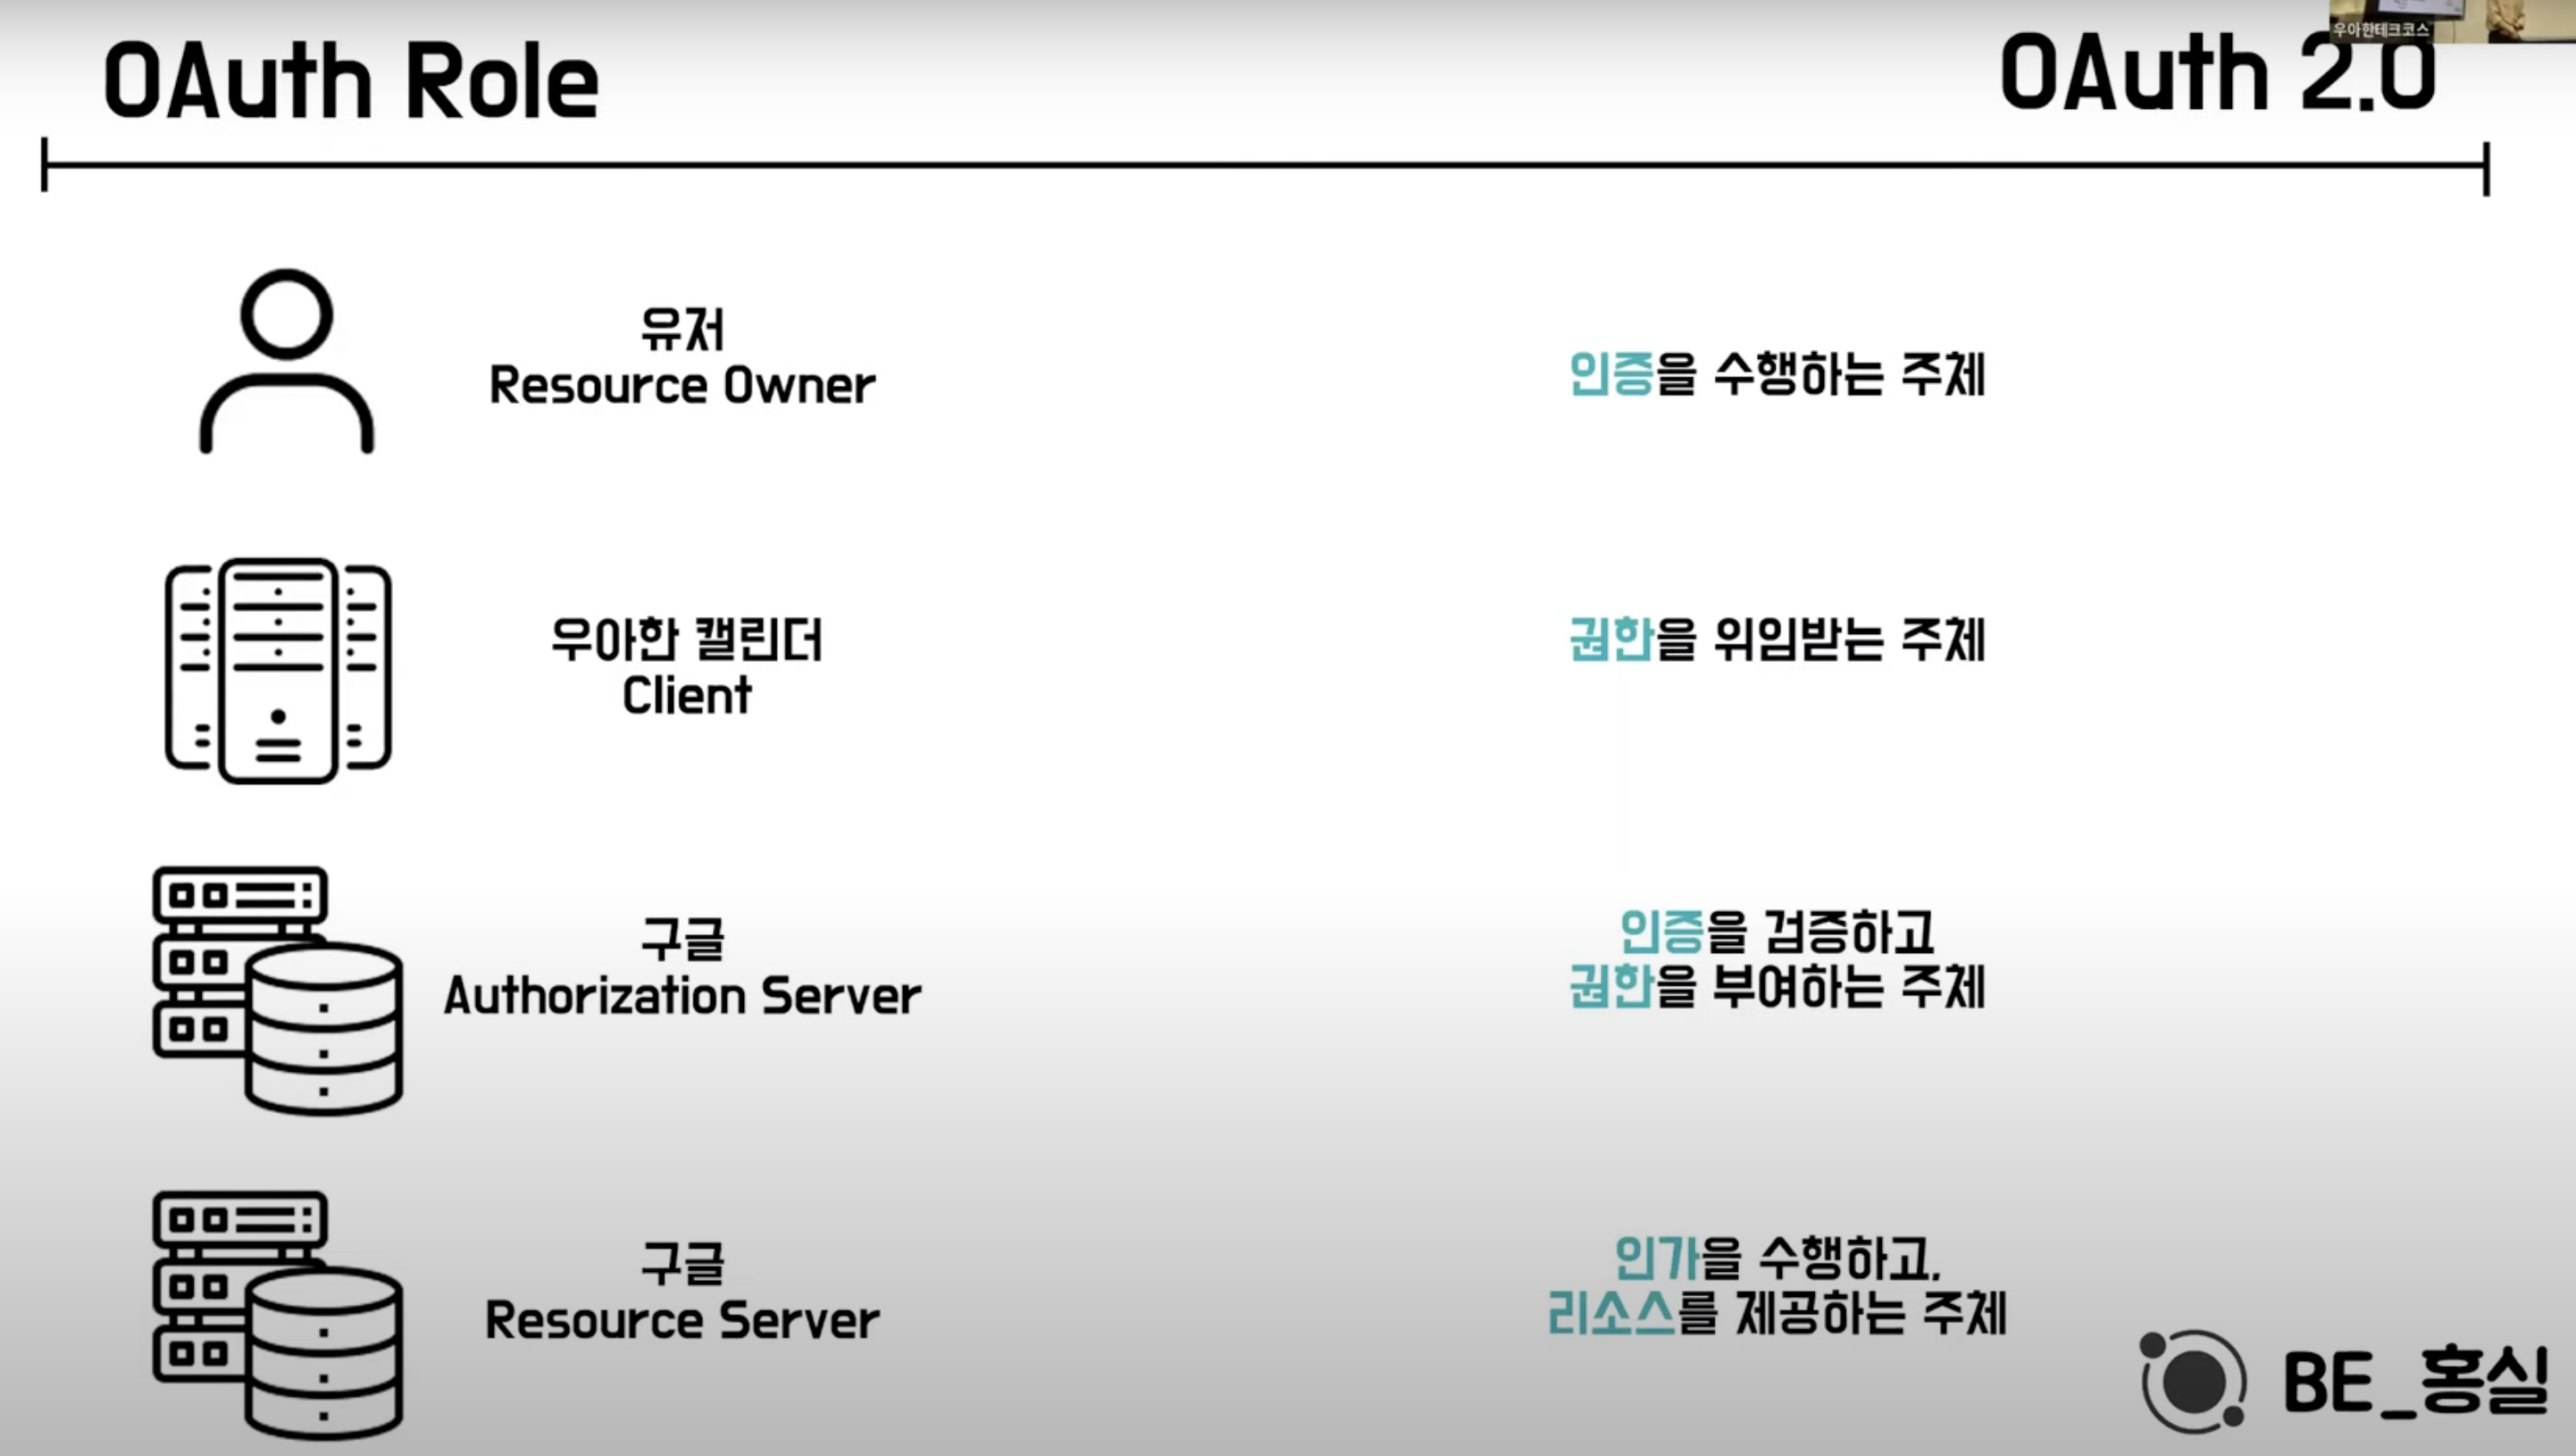 OAuth Role
OAuth 2.0
우아한테크코스
유저
Resource Owner
인증을 수행하는 주체
우아한 캘린더
Client
권한을 위임받는 주체
구글
Authorization Server
인증을 검증하고
권한을 부여하는 주체
구글
Resource Server
인가을 수행하고,
리소스를 제공하는 주체
BE_홍실